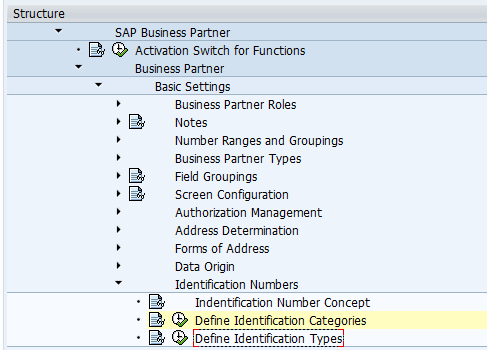 Structure
SAP Business Partner
Activation Switch for Functions
Business Partner
Basic Settings
Business Partner Roles
Notes
Number Ranges and Groupings
Business Partner Types
Field Groupings
Screen Configuration
Authorization Management
Address Determination
Forms of Address
Data Origin
Identification Numbers
Indentification Number Concept
Define Identification Categories
Define Identification Types